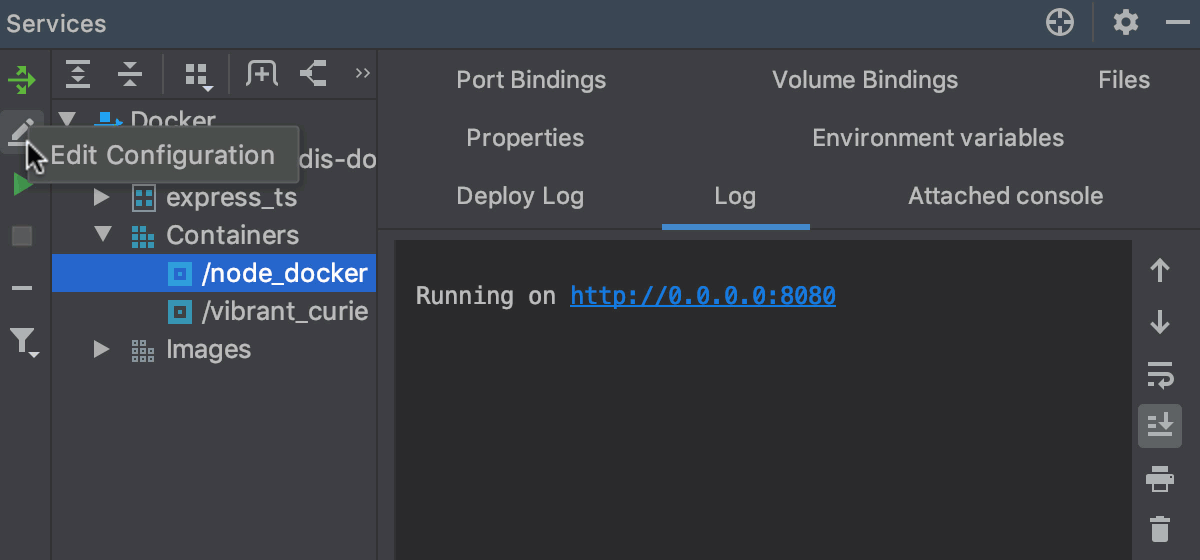 Services
Port Bindings
Volume Bindings
Files
Docker
Edit Configuration
dis-do
Properties
Environment variables
express_ts
Deploy Log
Log
Attached console
Containers
/node_docker
/vibrant_curie
Images
Running on http://0.0.0.0:8080